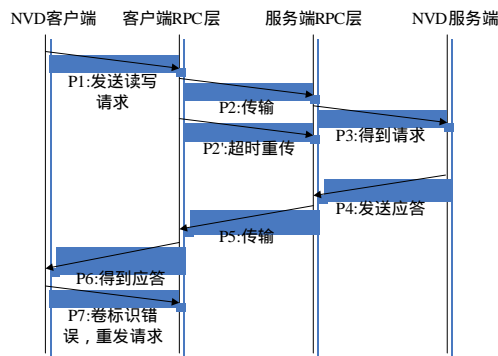 NVD客户端 客户端RPC层 服务端RPC层 NVD服务端
P1:发送读写
请求
P2:传输
P3:得到请求
P2':超时重传
P4:发送应答
P5:传输
P6:得到应答
P7:卷标识错
误，重发请求